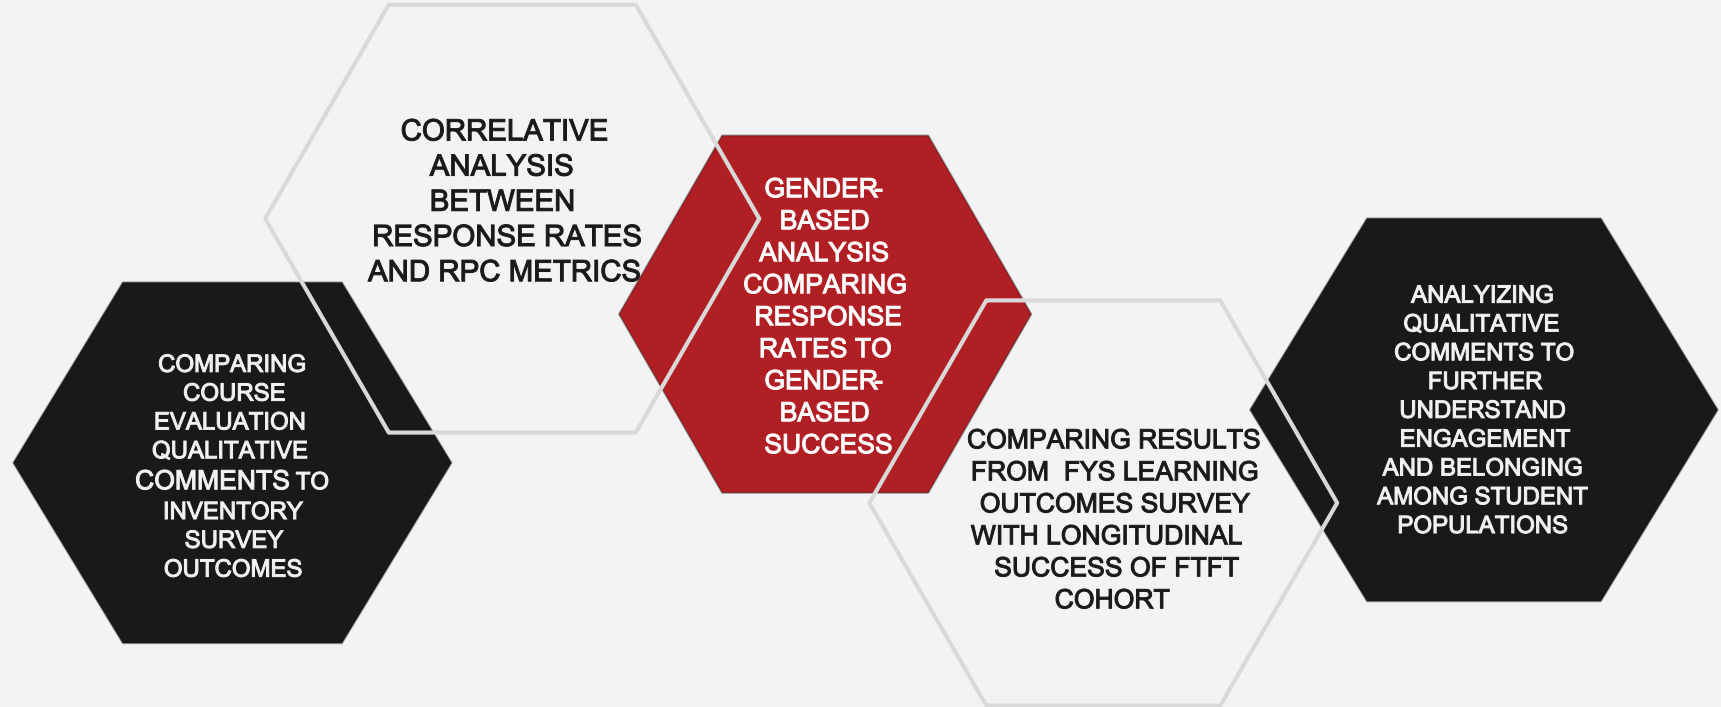 COMPARING
COURSE
EVALUATION
QUALITATIVE
COMMENTS TO
INVENTORY
SURVEY
OUTCOMES
CORRELATIVE
ANALYSIS
BETWEEN
RESPONSE RATES
AND RPC METRICS
GENDER-
BASED
ANALYSIS
COMPARING
RESPONSE
RATES TO
GENDER-
BASED
SUCCESS
COMPARING RESULTS
FROM FYS LEARNING
OUTCOMES SURVEY
WITH LONGITUDINAL
SUCCESS OF FTFT
COHORT
ANALYIZING
QUALITATIVE
COMMENTS TO
FURTHER
UNDERSTAND
ENGAGEMENT
AND BELONGING
AMONG STUDENT
POPULATIONS